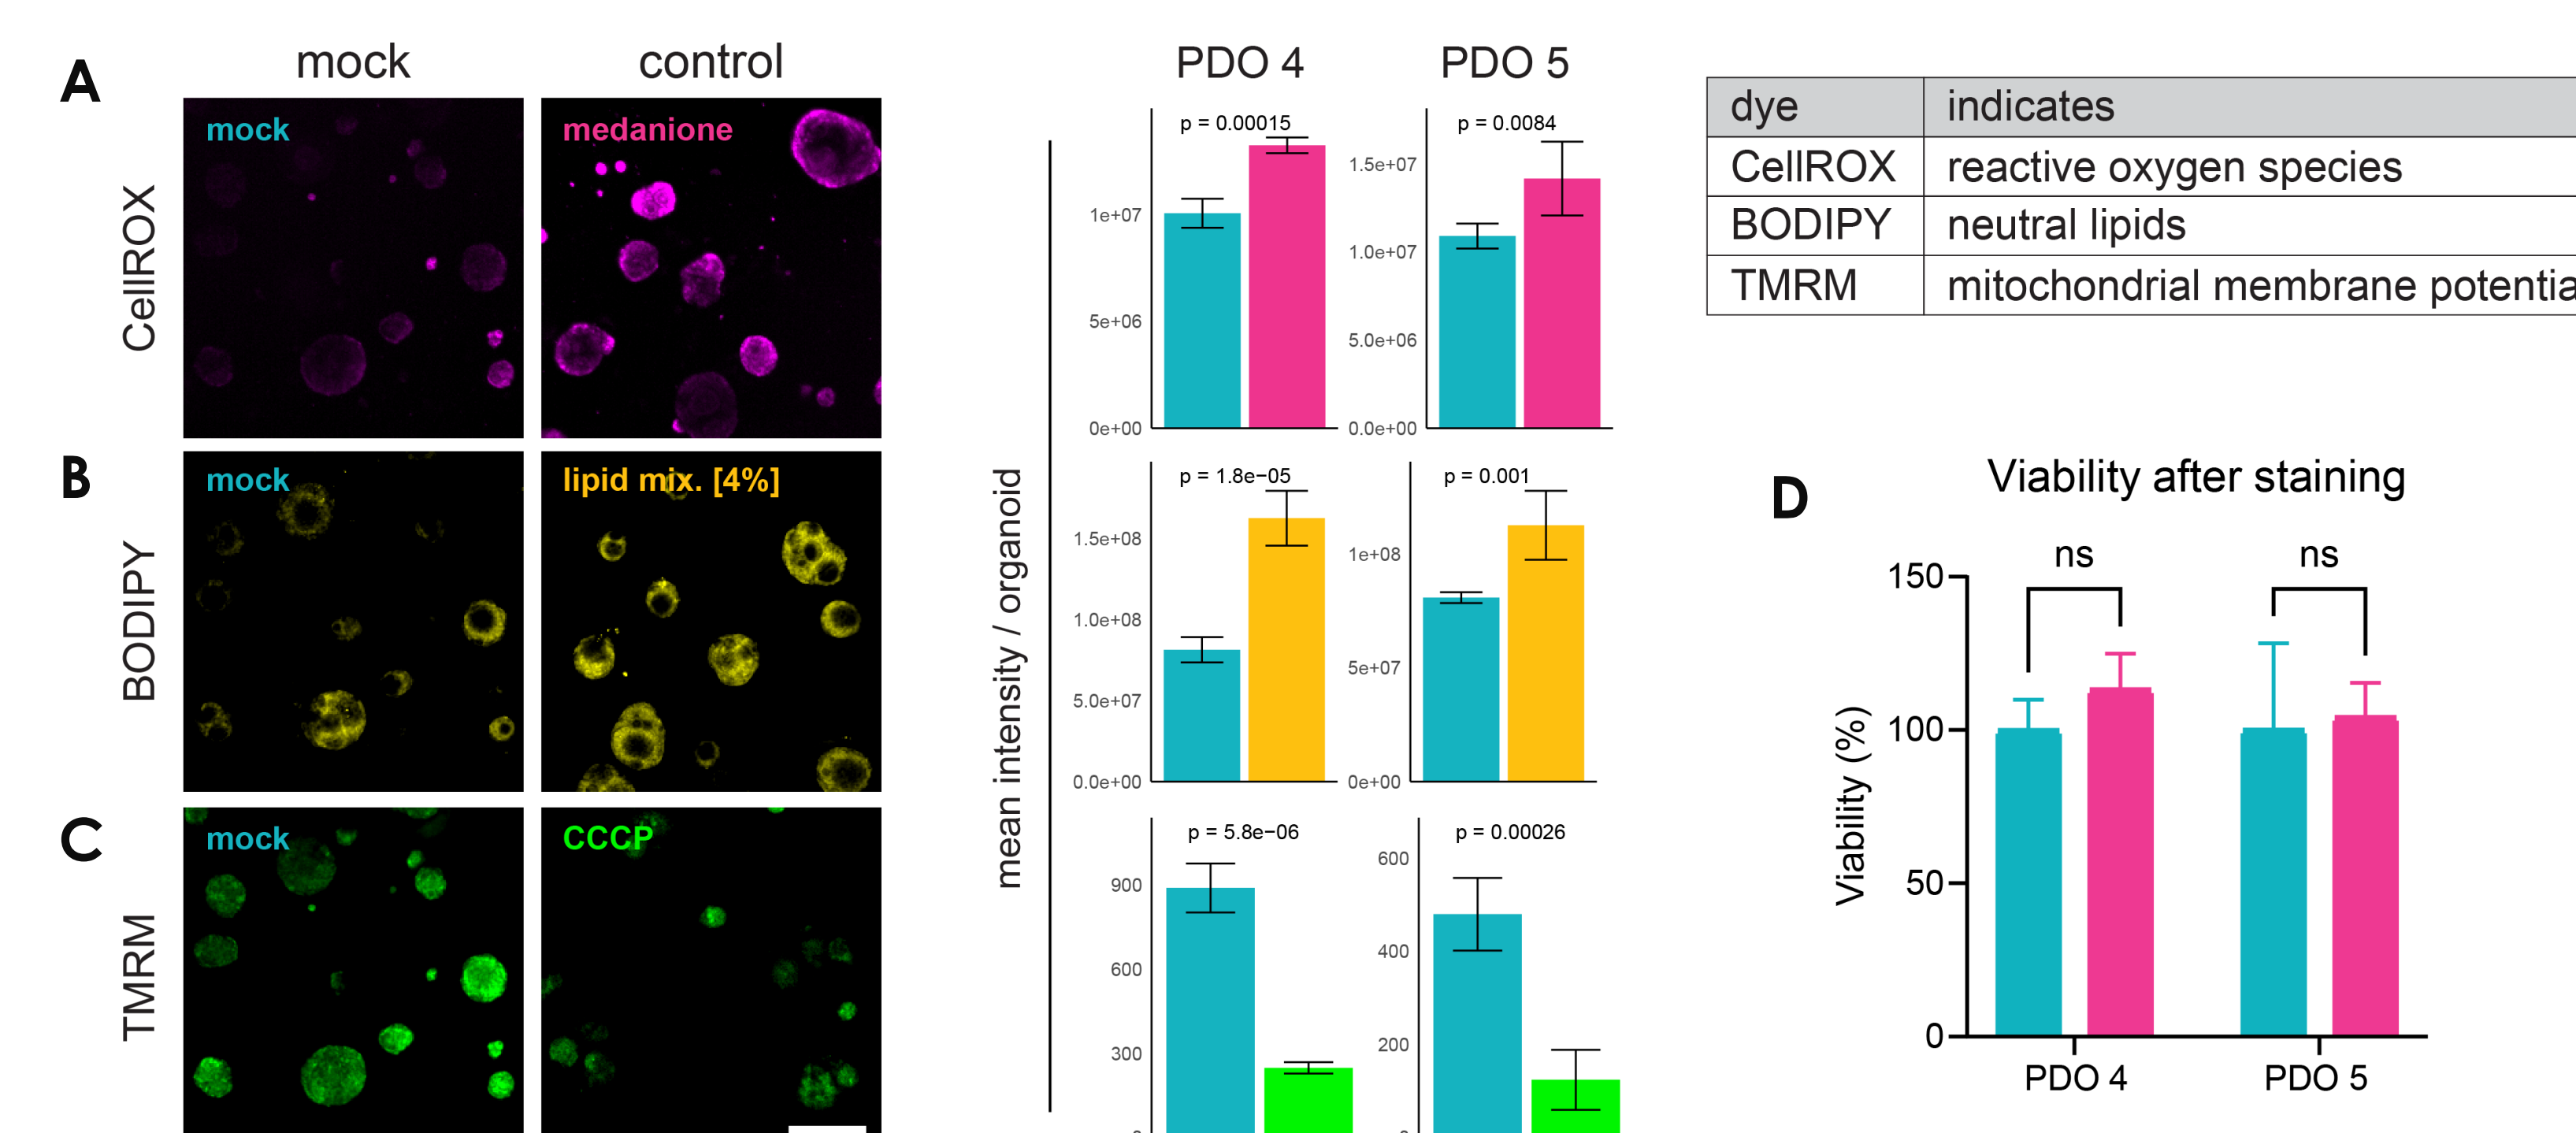 A
mock
control
CellROX
mock
medanione
B
BODIPY
mock
lipid mix. [4%]
C
TMRM
mock
CCCP
mean intensity / organoid
PDO 4
PDO 5
p = 0.00015
1e+07
5e+06
0e+00
p = 0.0084
1.5e+07
1.0e+07
5.0e+06
0.0e+00
p = 1.8e−05
1.5e+08
1.0e+08
5.0e+07
0.0e+00
p = 0.001
1e+08
5e+07
0e+00
p = 5.8e−06
900
600
300
p = 0.00026
600
400
200
dye indicates
CellROX reactive oxygen species
BODIPY neutral lipids
TMRM mitochondrial membrane potentia
D
Viability after staining
ns ns
Viability (%)
150
100
50
0
PDO 4 PDO 5